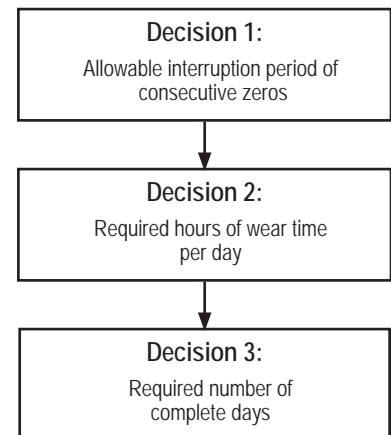 Decision 1:
Allowable interruption period of
consecutive zeros
Decision 2:
Required hours of wear time
per day
Decision 3:
Required number of
complete days